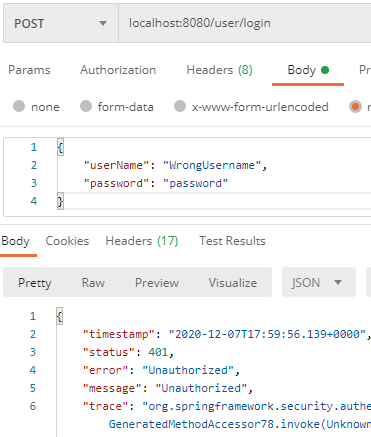 POST localhost:8080/user/login
Params Authorization Headers (8) Body
none form-data x-www-form-urlencoded
1 {
2 "userName": "WrongUsername",
3 "password": "password"
4 }
Body Cookies Headers (17) Test Results
Pretty Raw Preview Visualize JSON
1 {
2 "timestamp": "2020-12-07T17:59:56.139+0000",
3 "status": 401,
4 "error": "Unauthorized",
5 "message": "Unauthorized",
6 "trace": "org.springframework.security.authe
GeneratedMethodAccessor78.invoke(Unknown